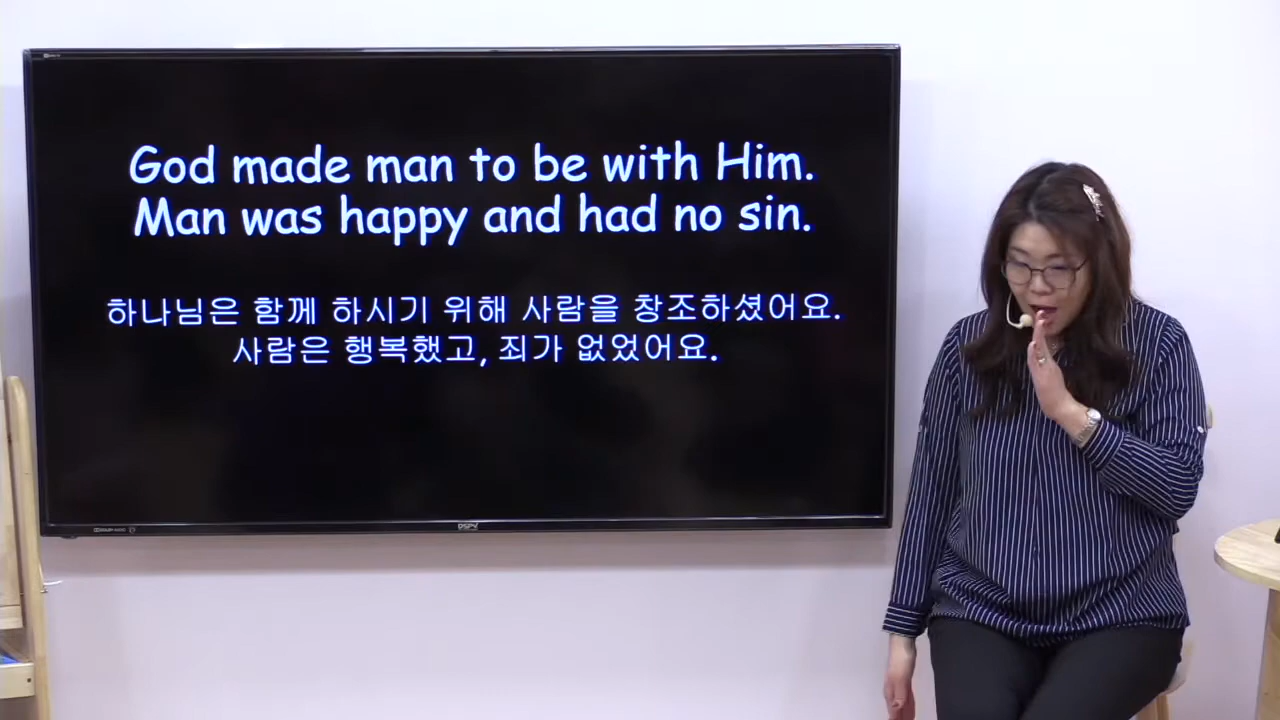 God made man to be with Him.
Man was happy and had no sin.
하나님은 함께 하시기 위해 사람을 창조하셨어요.
사람은 행복했고, 죄가 없었어요.